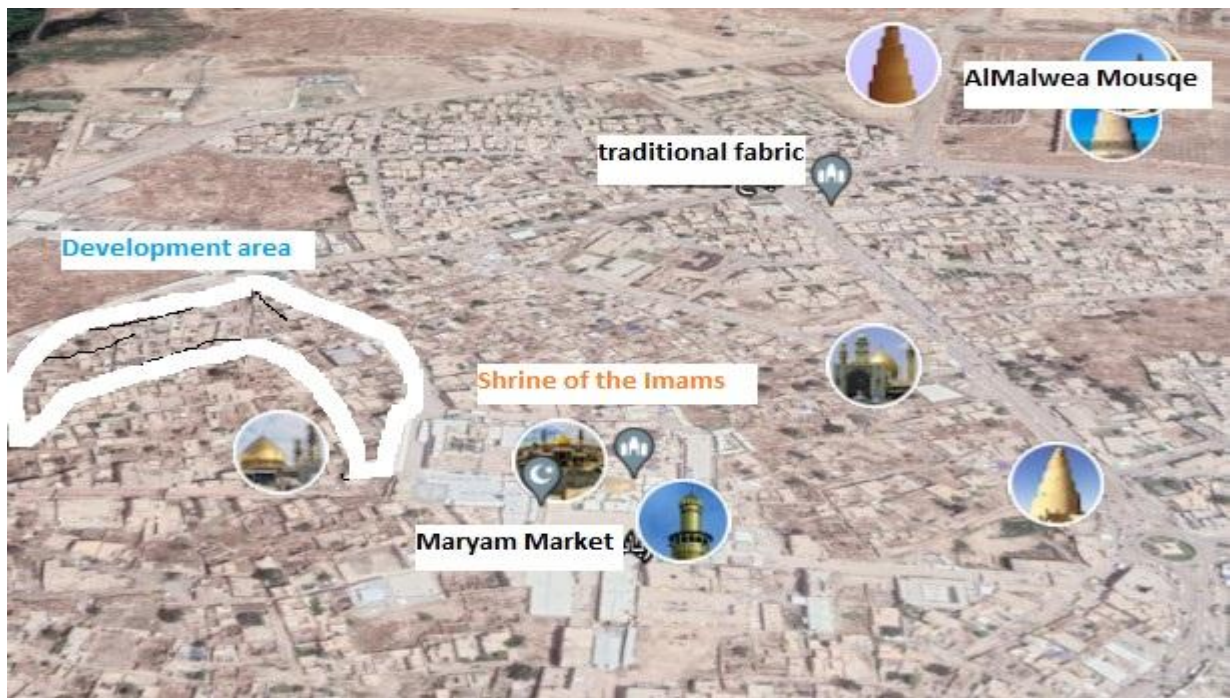 AlMalwea Mousqe
traditional fabric
Development area
Shrine of the Imams
Maryam Market